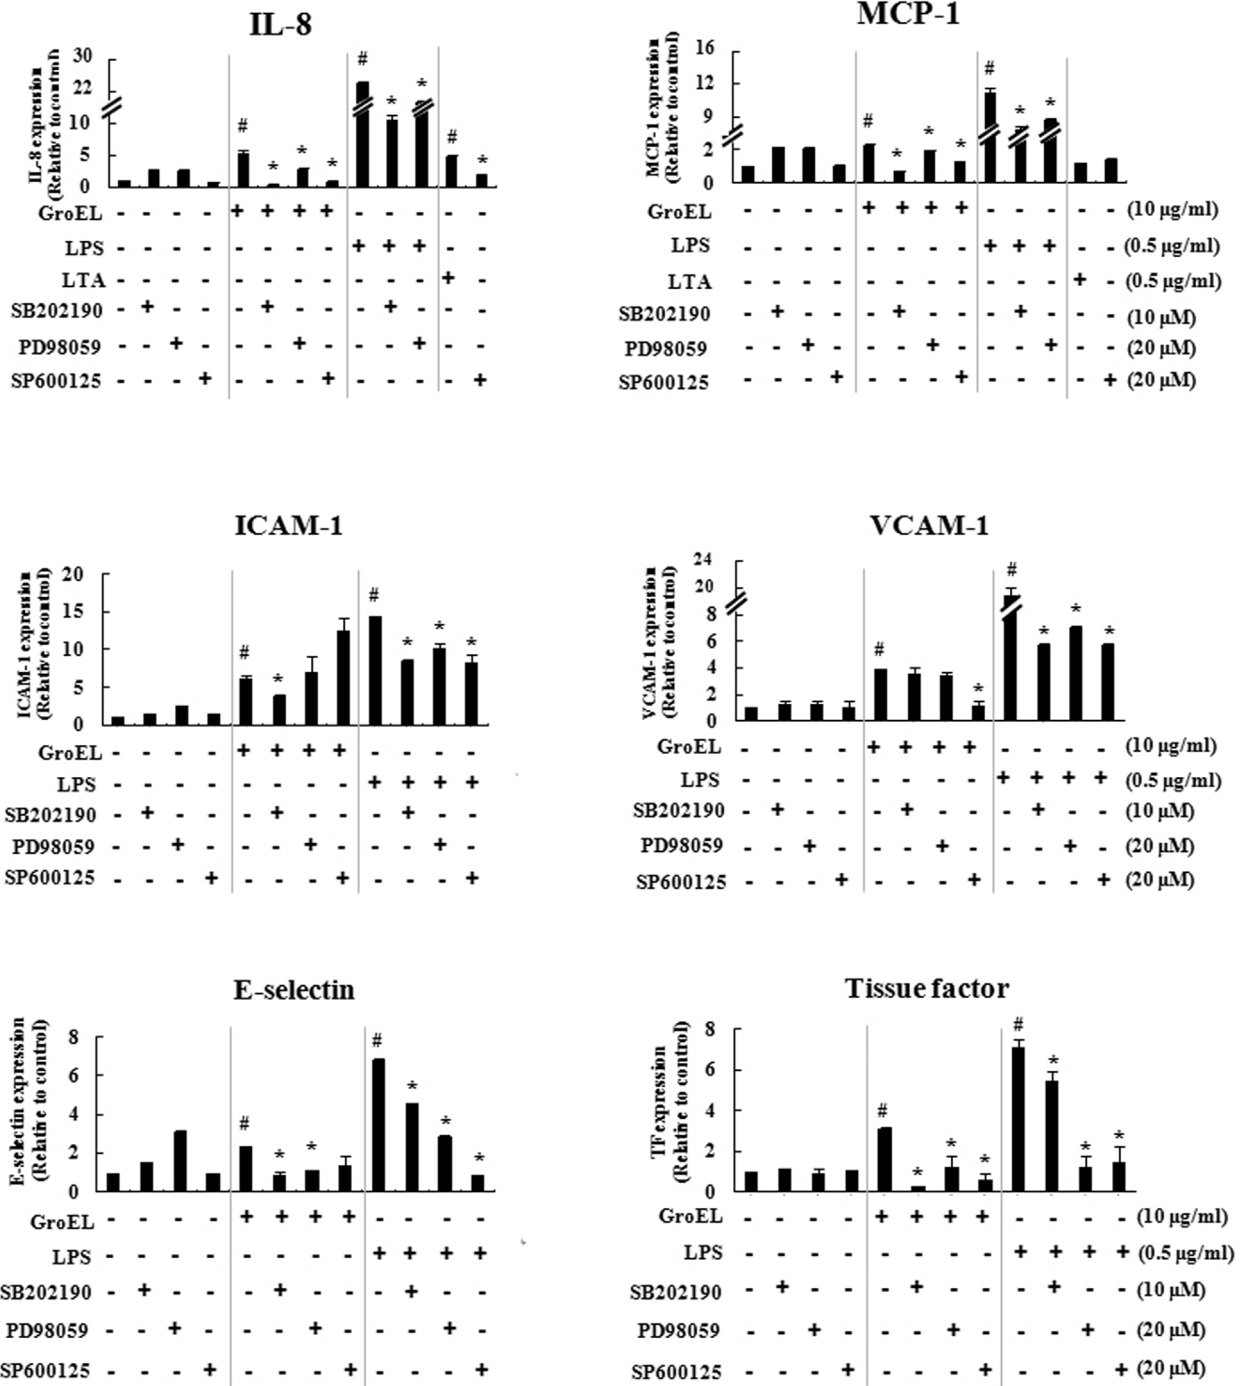 IL-8
IL-8 expression
(Relative to control)
30
22
10
5
0
# # * * * # * * # *
GroEL - - - - + + + + - - - - -
LPS - - - - - - - - + + + - -
LTA - - - - - - - - - - - + -
SB202190 - + - - - + - - - + - - -
PD98059 - - + - - - + - - - + - -
SP600125 - - - + - - - + - - - - +
MCP-1
MCP-1 expression
(Relative to control)
16
12
9
2
0
# * * * # * *
GroEL - - - - + + + + - - - - - (10 μg/ml)
LPS - - - - - - - - + + + - - (0.5 μg/ml)
LTA - - - - - - - - - - - + - (0.5 μg/ml)
SB202190 - + - - - + - - - + - - - (10 μM)
PD98059 - - + - - - + - - - + - - (20 μM)
SP600125 - - - + - - - + - - - - + (20 μM)
ICAM-1
ICAM-1 expression
(Relative to control)
20
15
10
5
0
# * # * * *
GroEL - - - - + + + + - - - -
LPS - - - - - - - - + + + +
SB202190 - + - - - + - - - + - -
PD98059 - - + - - - + - - - + -
SP600125 - - - + - - - + - - - +
VCAM-1
VCAM-1 expression
(Relative to control)
24
20
8
6
4
2
0
# * # * * *
GroEL - - - - + + + + - - - - (10 μg/ml)
LPS - - - - - - - - + + + + (0.5 μg/ml)
SB202190 - + - - - + - - - + - - (10 μM)
PD98059 - - + - - - + - - - + - (20 μM)
SP600125 - - - + - - - + - - - + (20 μM)
E-selectin
E-selectin expression
(Relative to control)
8
6
4
2
0
# * * # * * *
GroEL - - - - + + + + - - - -
LPS - - - - - - - - + + + +
SB202190 - + - - - + - - - + - -
PD98059 - - + - - - + - - - + -
SP600125 - - - + - - - + - - - +
Tissue factor
TF expression
(Relative to control)
8
6
4
2
0
# * * * # * * *
GroEL - - - - + + + + - - - - (10 μg/ml)
LPS - - - - - - - - + + + + (0.5 μg/ml)
SB202190 - + - - - + - - - + - - (10 μM)
PD98059 - - + - - - + - - - + - (20 μM)
SP600125 - - - + - - - + - - - + (20 μM)